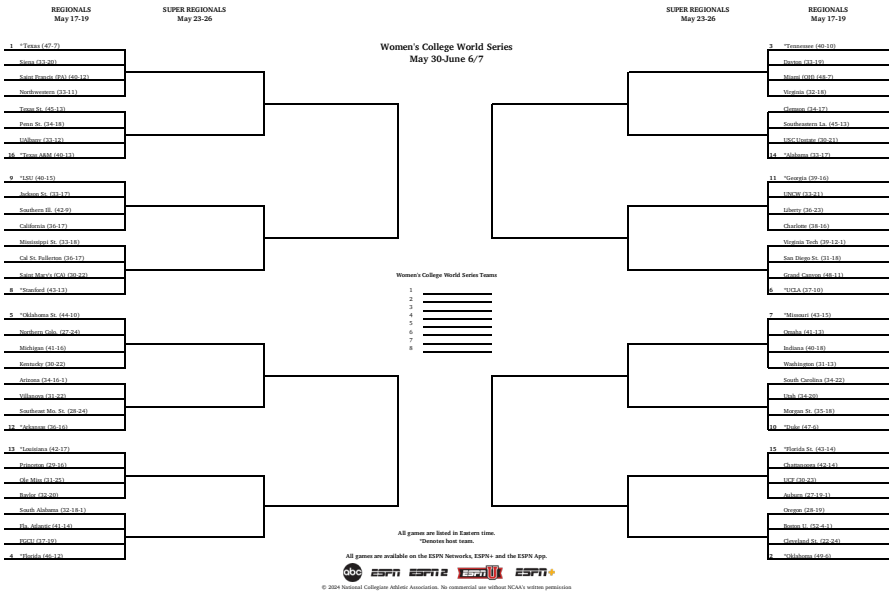 REGIONALS
May 17-19
SUPER REGIONALS
May 23-26
SUPER REGIONALS
May 23-26
REGIONALS
May 17-19
Women's College World Series
May 30-June 6/7
1 *Texas (47-7)
Siena (33-20)
Saint Francis (PA) (40-12)
Northwestern (33-11)
Texas St. (45-13)
Penn St. (34-18)
UAlbany (33-12)
16 *Texas A&M (40-13)
9 *LSU (40-15)
Jackson St. (33-17)
Southern Ill. (42-9)
California (36-17)
Mississippi St. (33-18)
Cal St. Fullerton (36-17)
Saint Mary's (CA) (30-22)
8 *Stanford (43-13)
5 *Oklahoma St. (44-10)
Northern Colo. (27-24)
Michigan (41-16)
Kentucky (30-22)
Arizona (34-16-1)
Villanova (31-22)
Southeast Mo. St. (28-24)
12 *Arkansas (36-16)
13 *Louisiana (42-17)
Princeton (29-16)
Ole Miss (31-25)
Baylor (32-20)
South Alabama (32-18-1)
Fla. Atlantic (41-14)
FGCU (37-19)
4 *Florida (46-12)
3 *Tennessee (40-10)
Dayton (33-19)
Miami (OH) (48-7)
Virginia (32-18)
Clemson (34-17)
Southeastern La. (45-13)
USC Upstate (30-21)
14 *Alabama (33-17)
11 *Georgia (39-16)
UNCW (33-21)
Liberty (36-23)
Charlotte (38-16)
Virginia Tech (39-12-1)
San Diego St. (31-18)
Grand Canyon (48-11)
6 *UCLA (37-10)
7 *Missouri (43-15)
Omaha (41-13)
Indiana (40-18)
Washington (31-13)
South Carolina (34-22)
Utah (34-20)
Morgan St. (35-18)
10 *Duke (47-6)
15 *Florida St. (43-14)
Chattanooga (42-14)
UCF (30-23)
Auburn (27-19-1)
Oregon (28-19)
Boston U. (52-4-1)
Cleveland St. (22-24)
2 *Oklahoma (49-6)
Women's College World Series Teams
1
2
3
4
5
6
7
8
All games are listed in Eastern time.
*Denotes host team.
All games are available on the ESPN Networks, ESPN+ and the ESPN App.
abc ESPN ESPN2 ESPNU ESPN+
© 2024 National Collegiate Athletic Association. No commercial use without NCAA's written permission